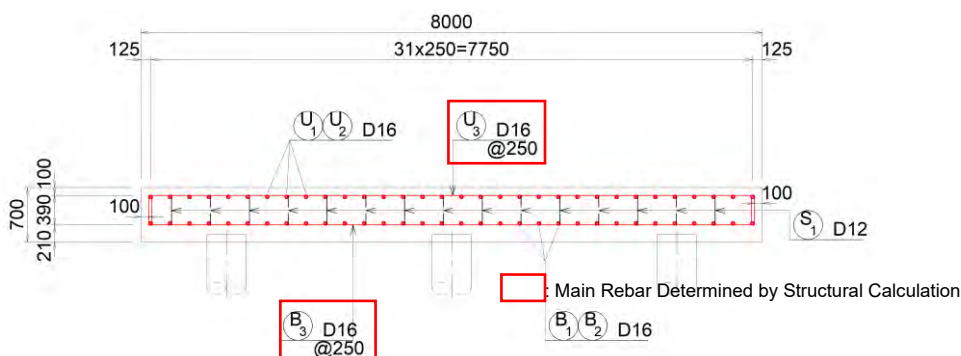 8000
125 31x250=7750 125
U1 U2 D16
U3 D16
@250
100
700 390
210
100
100
S1 D12
: Main Rebar Determined by Structural Calculation
B3 D16
@250
B1 B2 D16